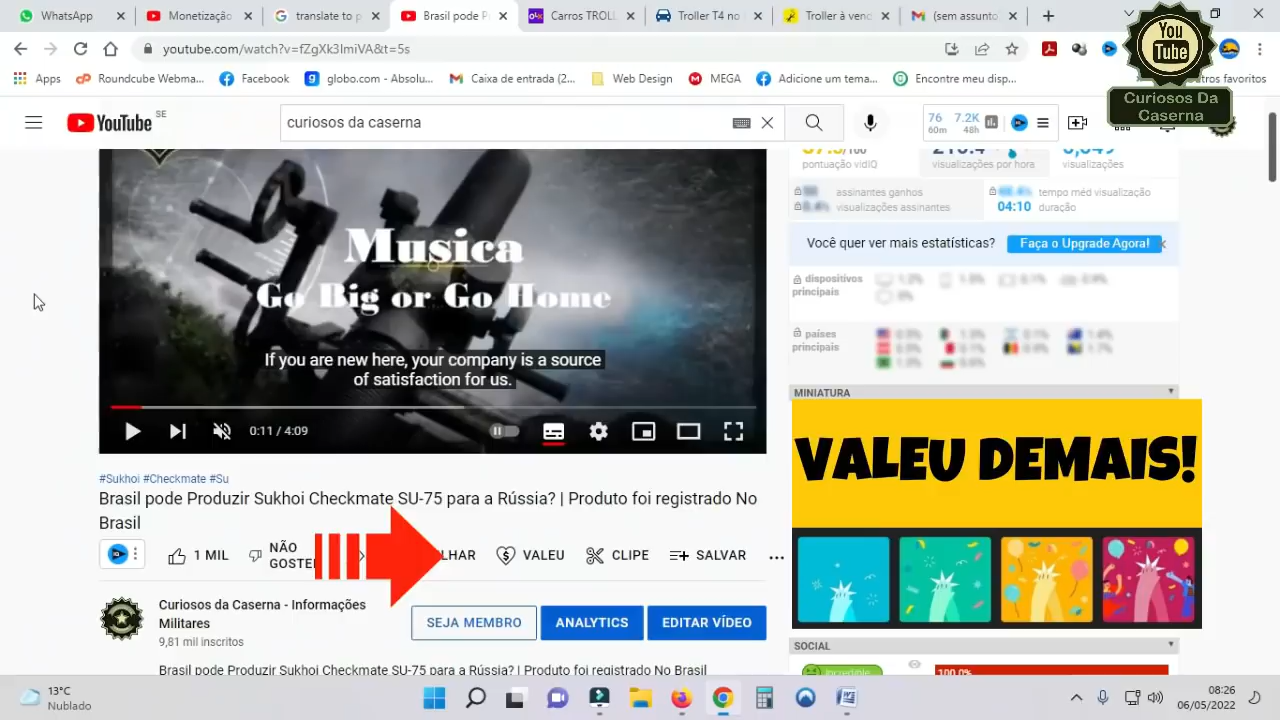 WhatsApp
Monetização
translate to p
Brasil pode P
Carros TROLL
Troller T4 no
Troller à ven
(sem assunto
youtube.com/watch?v=fZgXk3ImiVA&t=5s
Apps
Roundcube Webma...
Facebook
globo.com - Absolu...
Caixa de entrada (2...
Web Design
MEGA
Adicione um tema...
Encontre meu disp...
outros favoritos
You
Tube
Curiosos Da
Caserna
YouTube SE
curiosos da caserna
76 7.2K
60m 48h
pontuação vidIQ
visualizações por hora
visualizações
assinantes ganhos
visualizações assinantes
tempo méd visualização
04:10 duração
Você quer ver mais estatísticas? Faça o Upgrade Agora!
dispositivos
principais
países
principais
MINIATURA
Musica
Go Big or Go Home
If you are new here, your company is a source
of satisfaction for us.
0:11 / 4:09
VALEU DEMAIS!
#Sukhoi #Checkmate #Su
Brasil pode Produzir Sukhoi Checkmate SU-75 para a Rússia? | Produto foi registrado No
Brasil
1 MIL
NÃO
GOSTEI
LHAR
VALEU
CLIPE
SALVAR
Curiosos da Caserna - Informações
Militares
9,81 mil inscritos
SEJA MEMBRO
ANALYTICS
EDITAR VÍDEO
Brasil pode Produzir Sukhoi Checkmate SU-75 para a Rússia? | Produto foi registrado No Brasil
SOCIAL
Incredible
100.0%
13°C
Nublado
08:26
06/05/2022